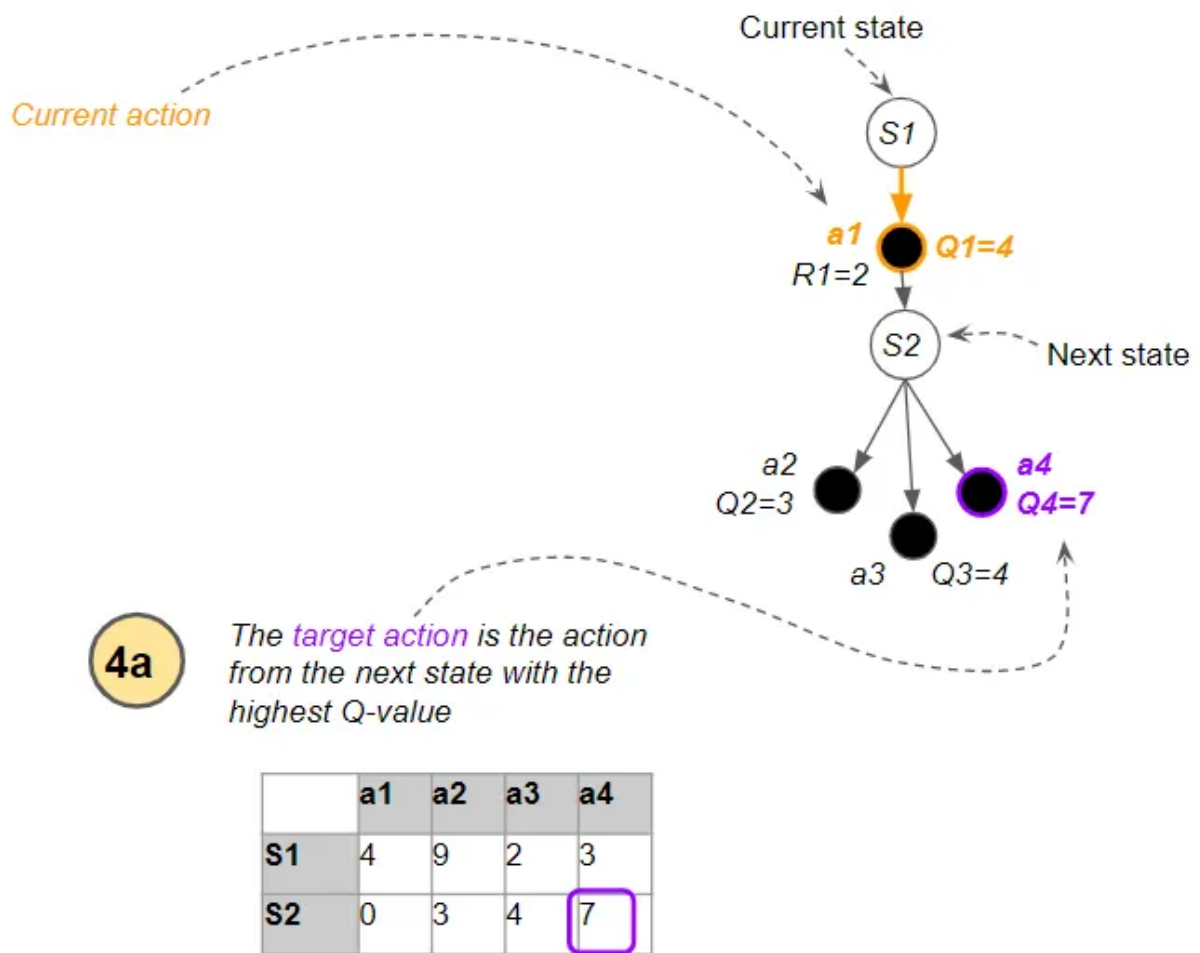 Current state
Current action
S1
a1
Q1=4
R1=2
S2
Next state
a2
Q2=3
a4
Q4=7
a3
Q3=4
4a
The target action is the action
from the next state with the
highest Q-value
a1 a2 a3 a4
S1 4 9 2 3
S2 0 3 4 7